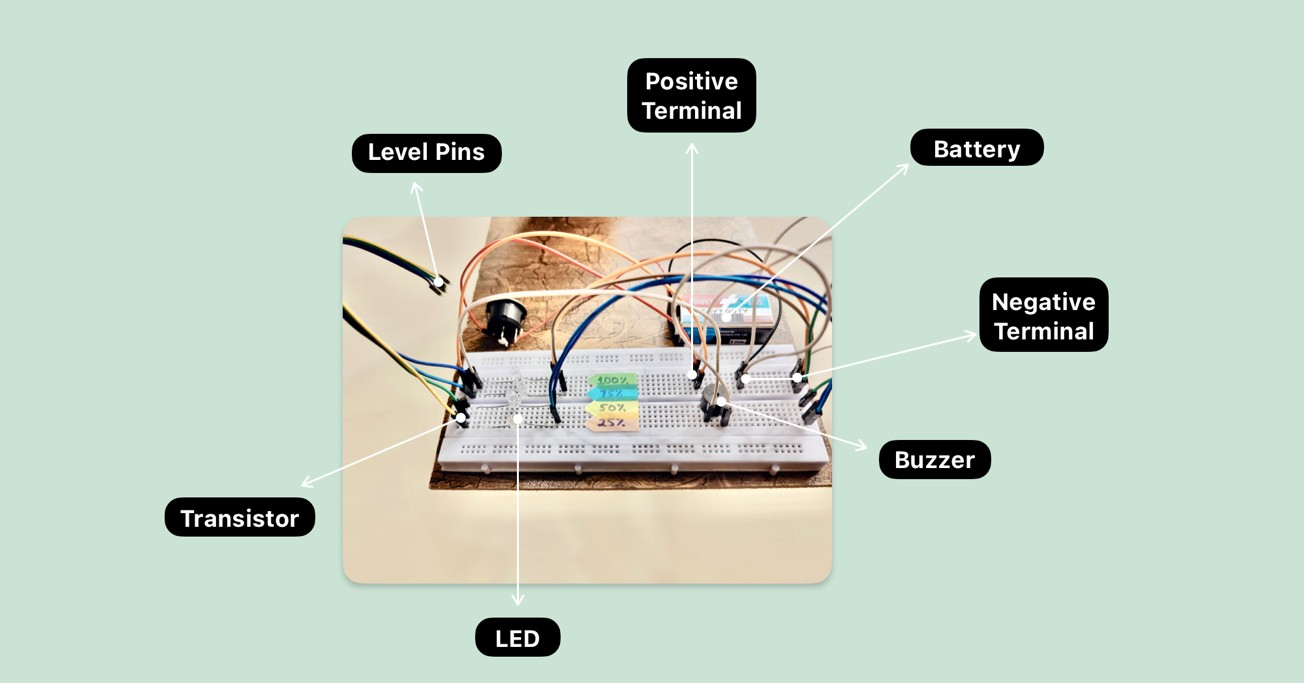 Positive
Terminal
Level Pins
Battery
Negative
Terminal
100%
75%
50%
25%
Buzzer
Transistor
LED